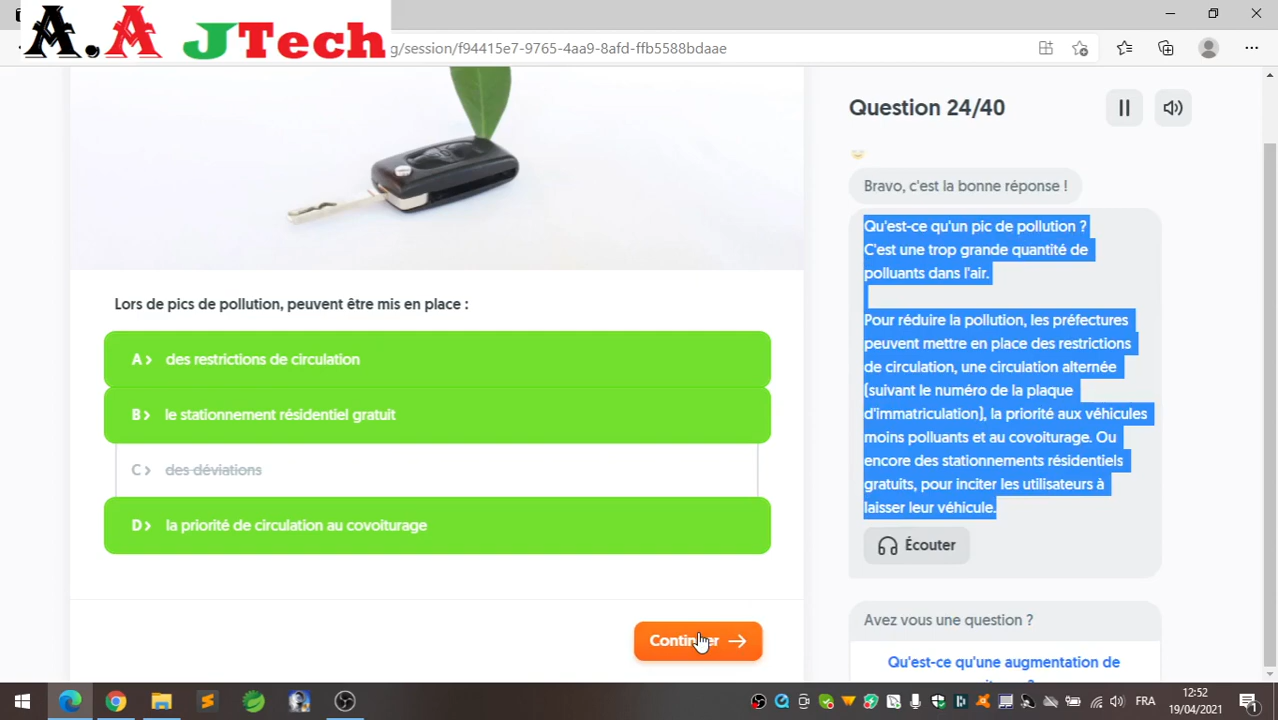 A.A JTech
g/session/f94415e7-9765-4aa9-8afd-ffb5588bdaae
Lors de pics de pollution, peuvent être mis en place :
A > des restrictions de circulation
B > le stationnement résidentiel gratuit
C > des déviations
D > la priorité de circulation au covoiturage
Continuer →
Question 24/40
Bravo, c'est la bonne réponse !
Qu'est-ce qu'un pic de pollution ?
C'est une trop grande quantité de
polluants dans l'air.
Pour réduire la pollution, les préfectures
peuvent mettre en place des restrictions
de circulation, une circulation alternée
(suivant le numéro de la plaque
d'immatriculation), la priorité aux véhicules
moins polluants et au covoiturage. Ou
encore des stationnements résidentiels
gratuits, pour inciter les utilisateurs à
laisser leur véhicule.
Écouter
Avez vous une question ?
Qu'est-ce qu'une augmentation de
FRA
12:52
19/04/2021